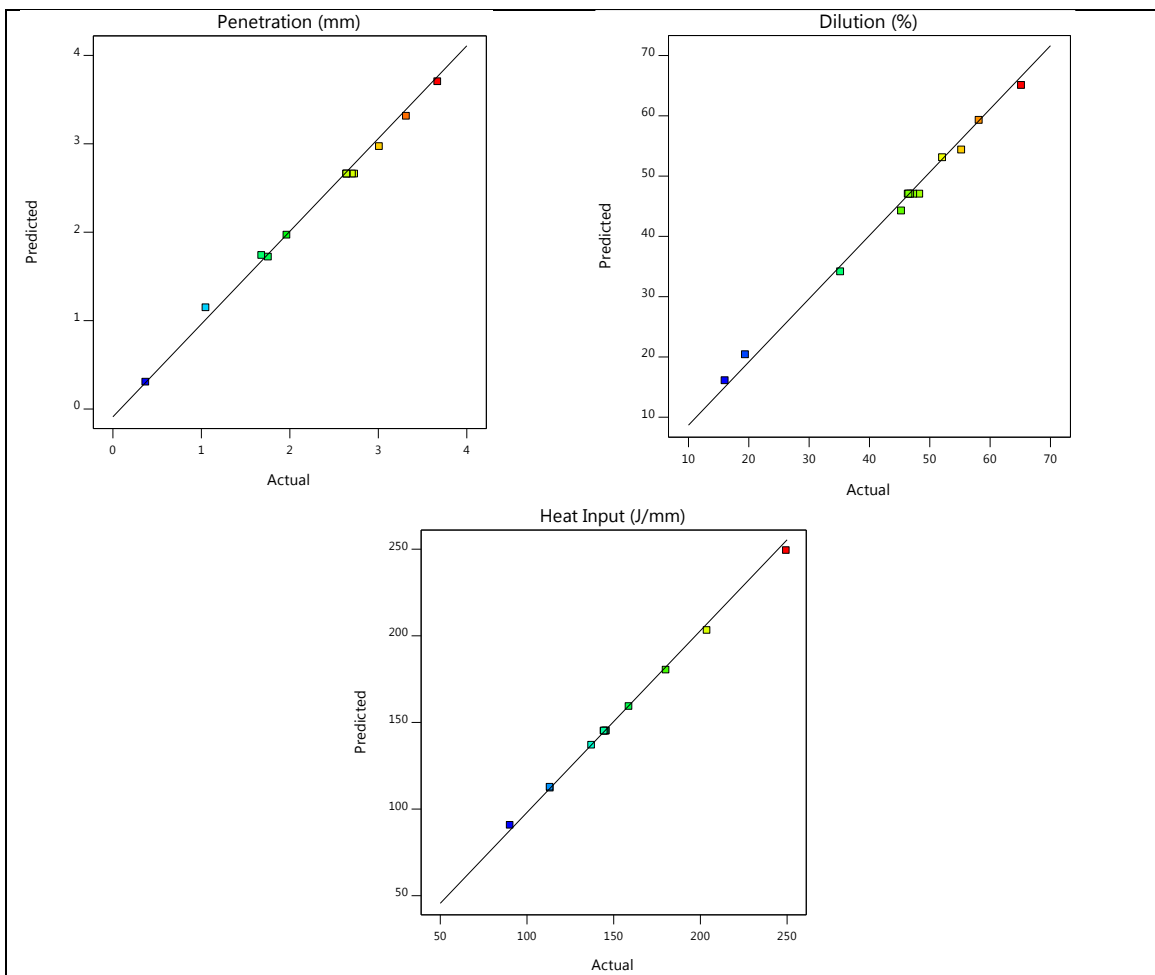 Penetration (mm)
4
3
2
1
0
Predicted
0 1 2 3 4
Actual
Dilution (%)
70
60
50
40
30
20
10
Predicted
10 20 30 40 50 60 70
Actual
Heat Input (J/mm)
250
200
150
100
50
Predicted
50 100 150 200 250
Actual